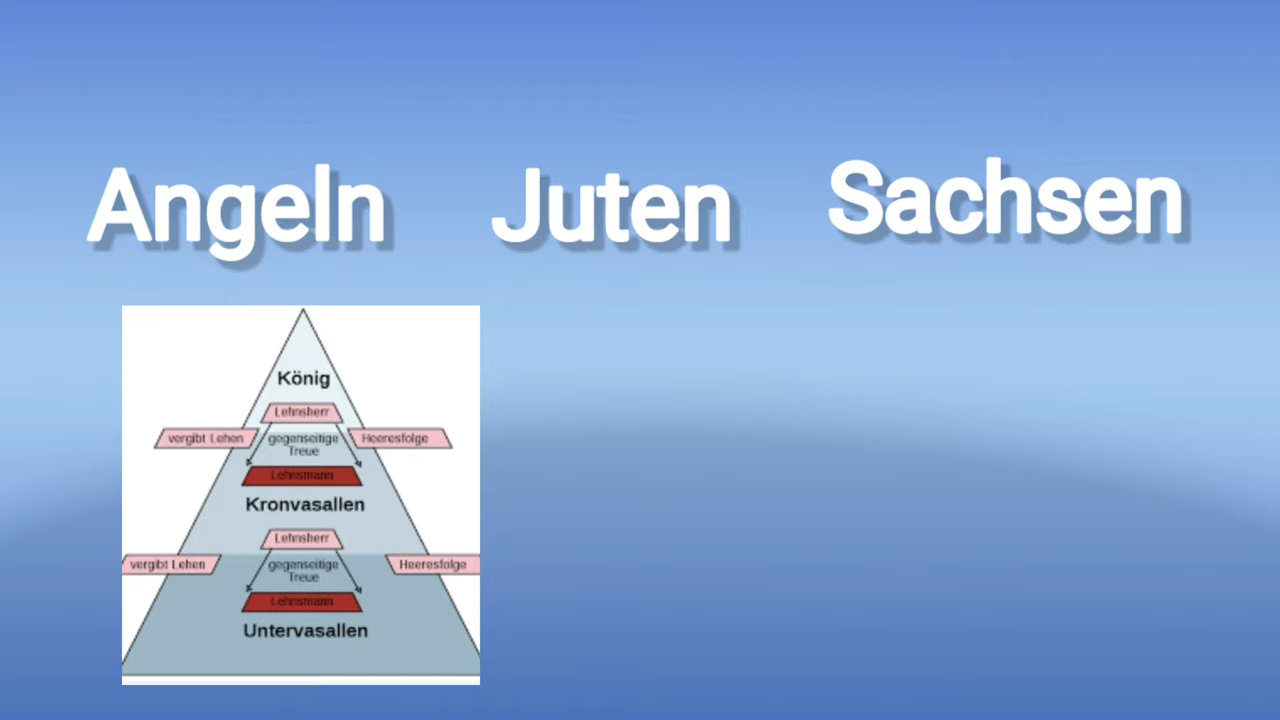 Angeln Juten Sachsen
König
Lehnsherr
vergibt Lehen gegenseitige Heeresfolge
Treue
Lehnsmann
Kronvasallen
Lehnsherr
vergibt Lehen gegenseitige Heeresfolge
Treue
Lehnsmann
Untervasallen